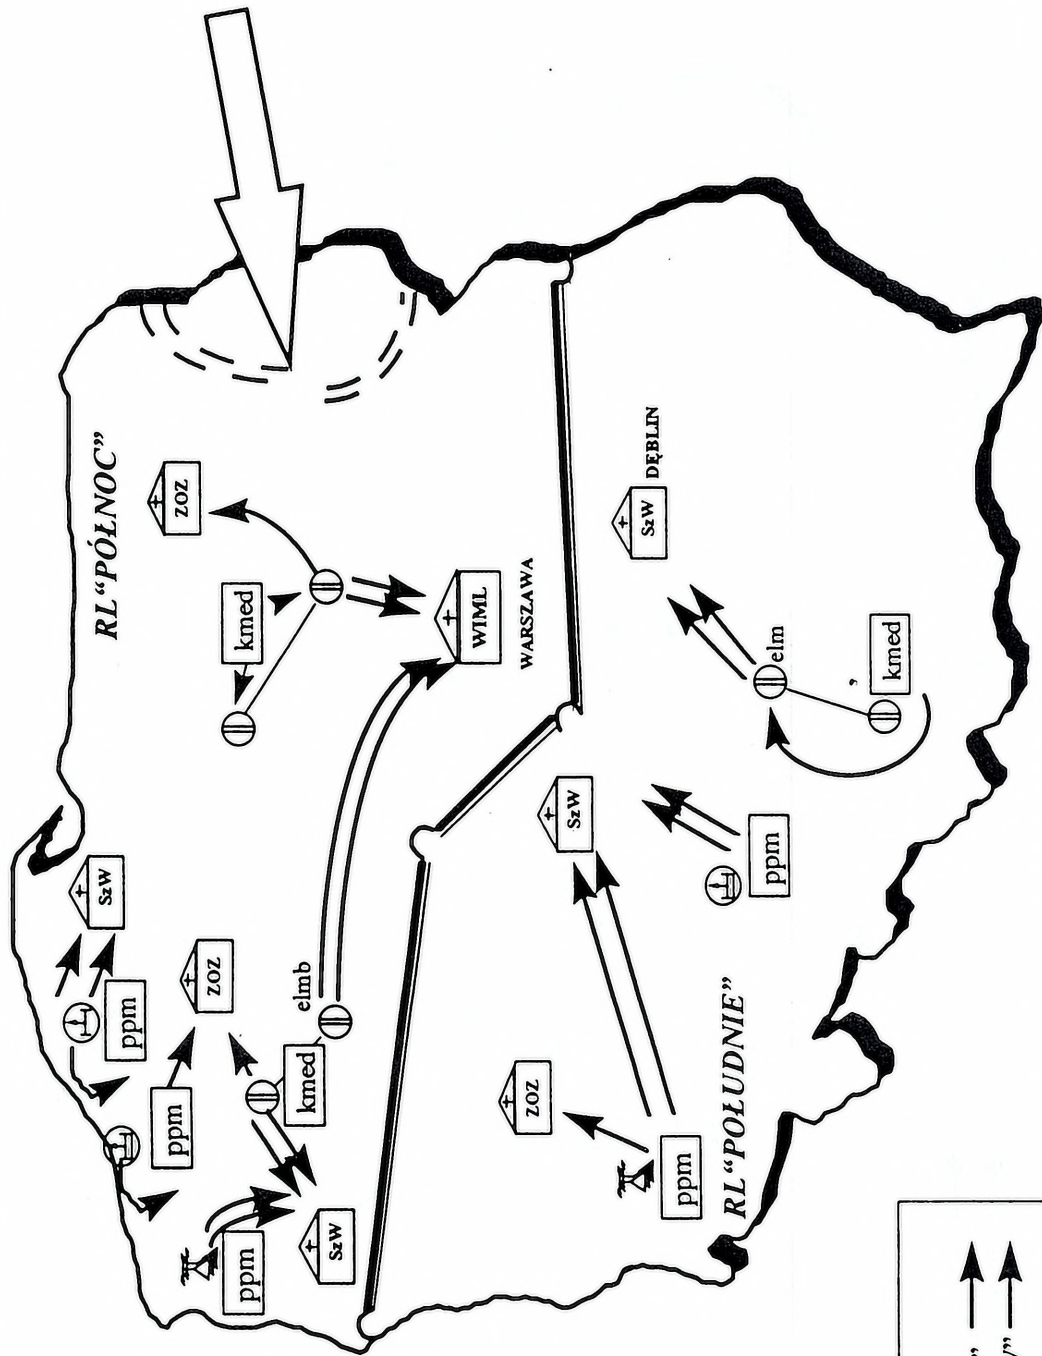 RL“PÓŁNOC”
SzW
ppm
zoz
ppm
ppm
SzW
kmed
elmb
kmed
zoz
WIML
WARSZAWA
SzW
DĘBLIN
elm
kmed
SzW
ppm
zoz
ppm
RL“POŁUDNIE”